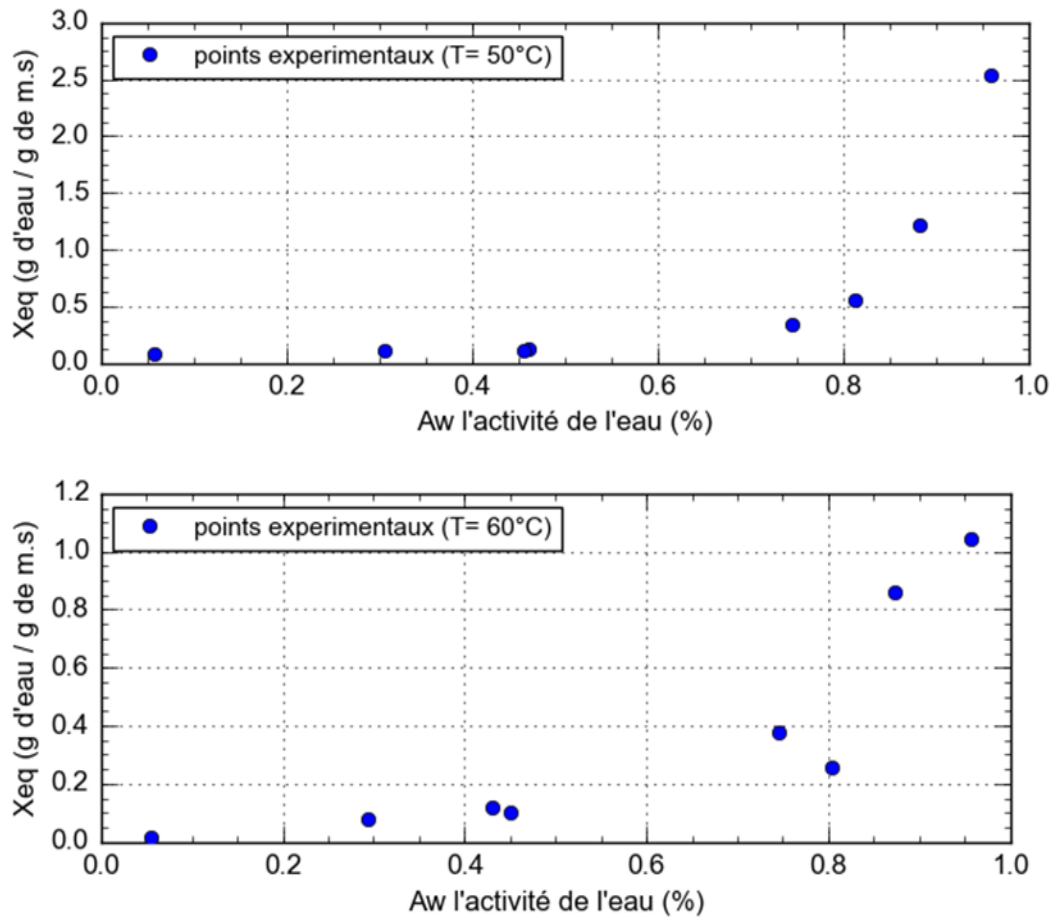 3.0
points experimentaux (T= 50°C)
2.5
2.0
1.5
1.0
0.5
0.0
Xeq (g d'eau / g de m.s)
0.0 0.2 0.4 0.6 0.8 1.0
Aw l'activité de l'eau (%)
1.2
points experimentaux (T= 60°C)
1.0
0.8
0.6
0.4
0.2
0.0
Xeq (g d'eau / g de m.s)
0.0 0.2 0.4 0.6 0.8 1.0
Aw l'activité de l'eau (%)